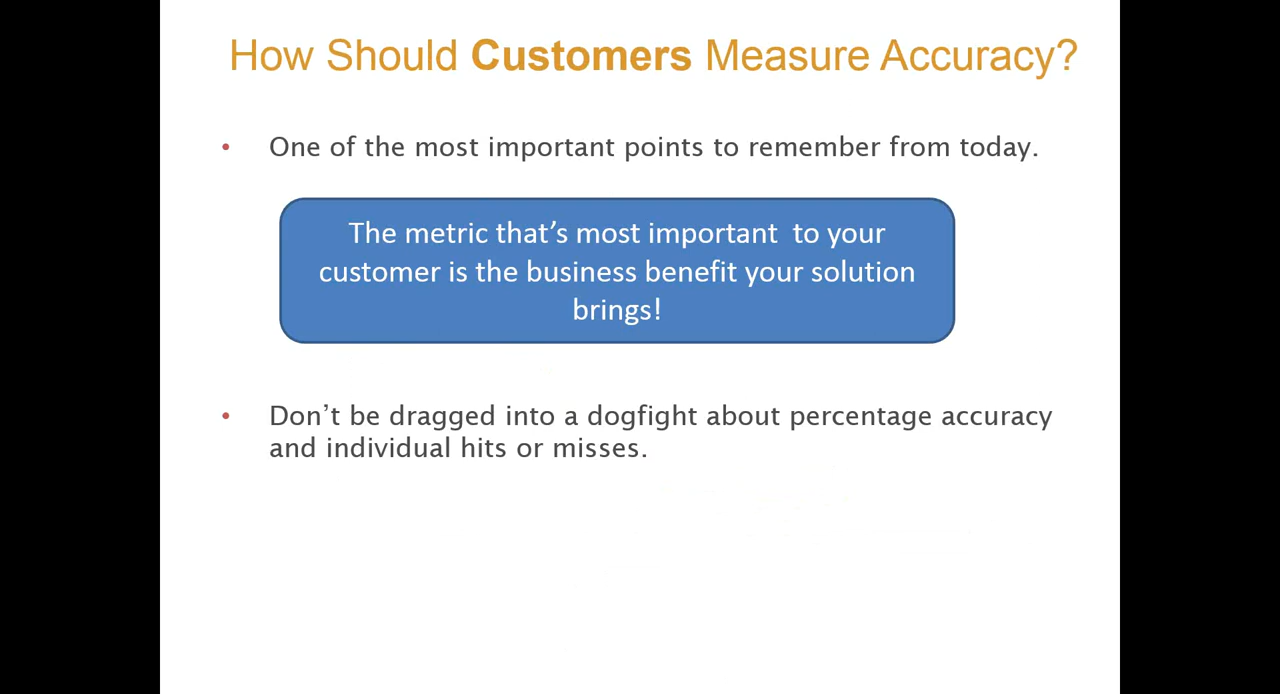 How Should Customers Measure Accuracy?
• One of the most important points to remember from today.
The metric that’s most important  to your
customer is the business benefit your solution
brings!
• Don’t be dragged into a dogfight about percentage accuracy
and individual hits or misses.